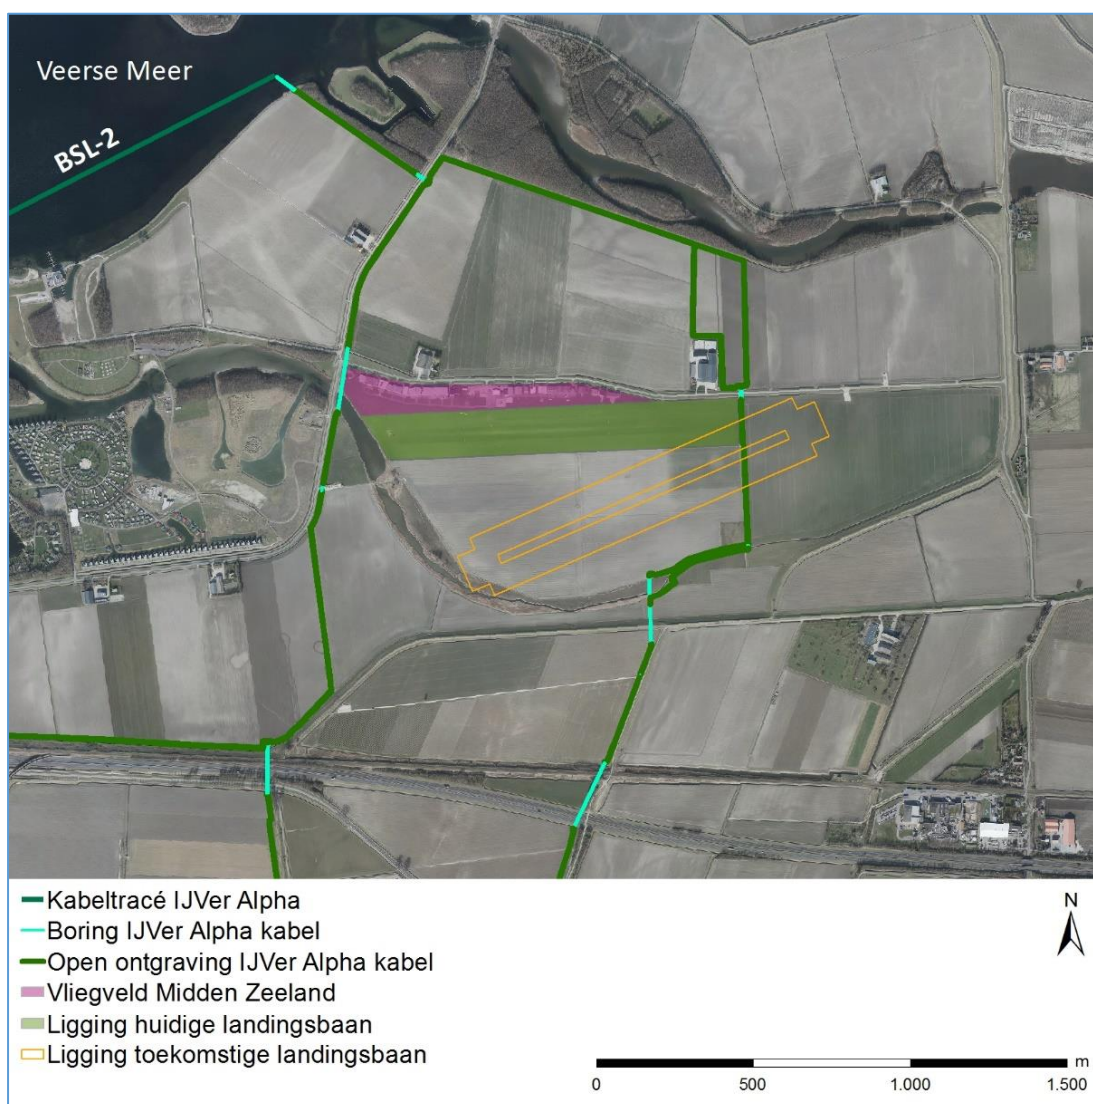 Veerse Meer
BSL-2
Kabeltracé IJVer Alpha
Boring IJVer Alpha kabel
Open ontgraving IJVer Alpha kabel
Vliegveld Midden Zeeland
Ligging huidige landingsbaan
Ligging toekomstige landingsbaan
N
m
0 500 1.000 1.500